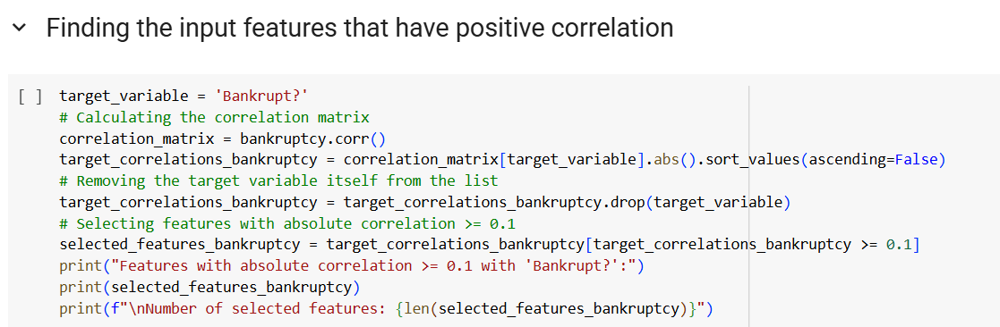 Finding the input features that have positive correlation
[ ] target_variable = 'Bankrupt?'
# Calculating the correlation matrix
correlation_matrix = bankruptcy.corr()
target_correlations_bankruptcy = correlation_matrix[target_variable].abs().sort_values(ascending=False)
# Removing the target variable itself from the list
target_correlations_bankruptcy = target_correlations_bankruptcy.drop(target_variable)
# Selecting features with absolute correlation >= 0.1
selected_features_bankruptcy = target_correlations_bankruptcy[target_correlations_bankruptcy >= 0.1]
print("Features with absolute correlation >= 0.1 with 'Bankrupt?':")
print(selected_features_bankruptcy)
print(f"\nNumber of selected features: {len(selected_features_bankruptcy)}")